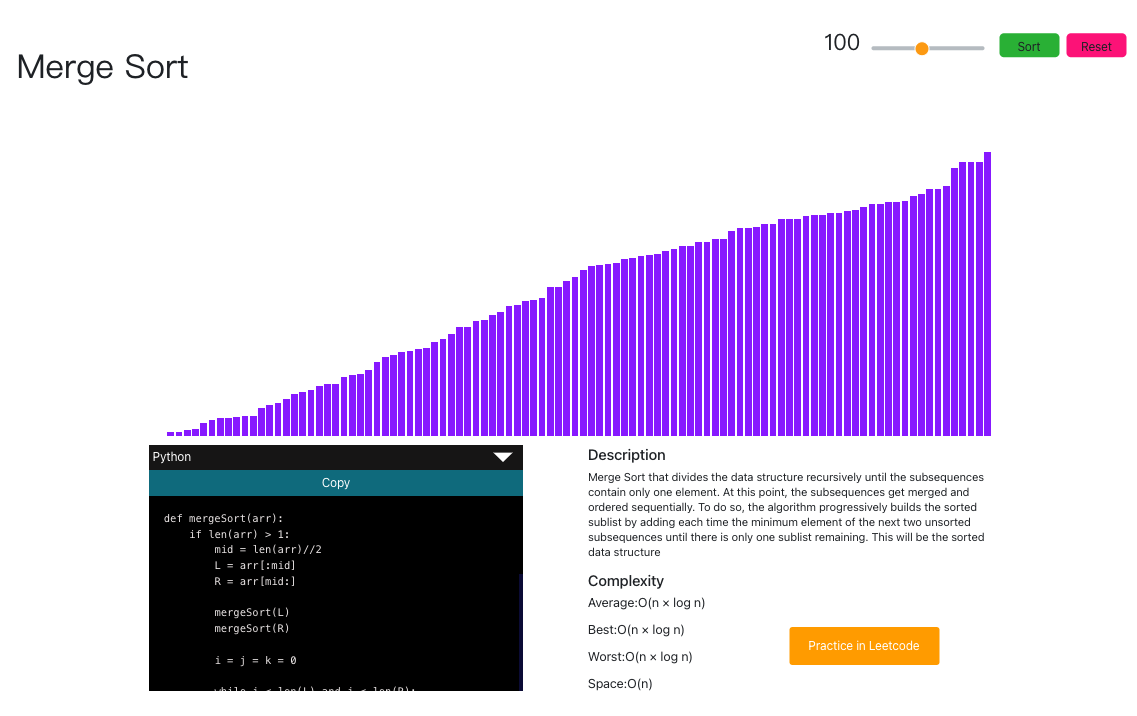 Merge Sort
100
Sort
Reset
Python
Copy
def mergeSort(arr):
    if len(arr) > 1:
        mid = len(arr)//2
        L = arr[:mid]
        R = arr[mid:]

        mergeSort(L)
        mergeSort(R)

        i = j = k = 0

        while i < len(L) and j < len(R):
Description
Merge Sort that divides the data structure recursively until the subsequences
contain only one element. At this point, the subsequences get merged and
ordered sequentially. To do so, the algorithm progressively builds the sorted
sublist by adding each time the minimum element of the next two unsorted
subsequences until there is only one sublist remaining. This will be the sorted
data structure
Complexity
Average:O(n × log n)
Best:O(n × log n)
Worst:O(n × log n)
Space:O(n)
Practice in Leetcode